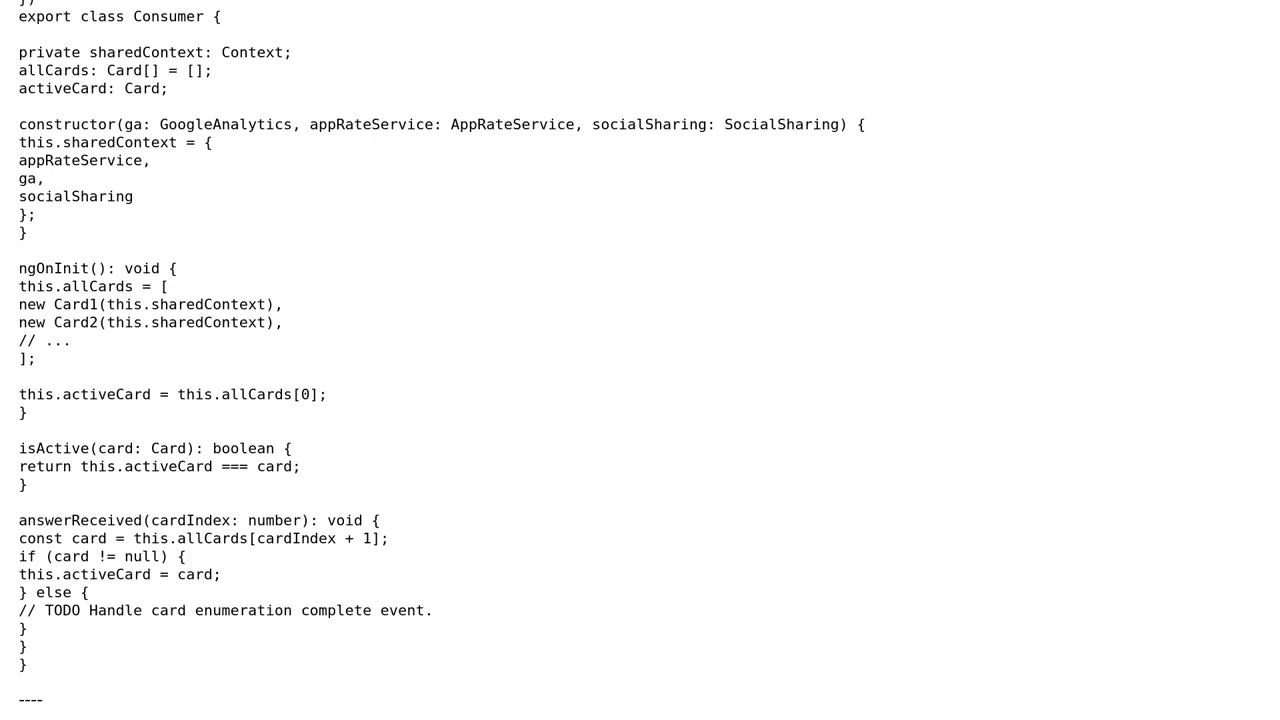 })
export class Consumer {
private sharedContext: Context;
allCards: Card[] = [];
activeCard: Card;
constructor(ga: GoogleAnalytics, appRateService: AppRateService, socialSharing: SocialSharing) {
this.sharedContext = {
appRateService,
ga,
socialSharing
};
}
ngOnInit(): void {
this.allCards = [
new Card1(this.sharedContext),
new Card2(this.sharedContext),
// ...
];
this.activeCard = this.allCards[0];
}
isActive(card: Card): boolean {
return this.activeCard === card;
}
answerReceived(cardIndex: number): void {
const card = this.allCards[cardIndex + 1];
if (card != null) {
this.activeCard = card;
} else {
// TODO Handle card enumeration complete event.
}
}
}
----